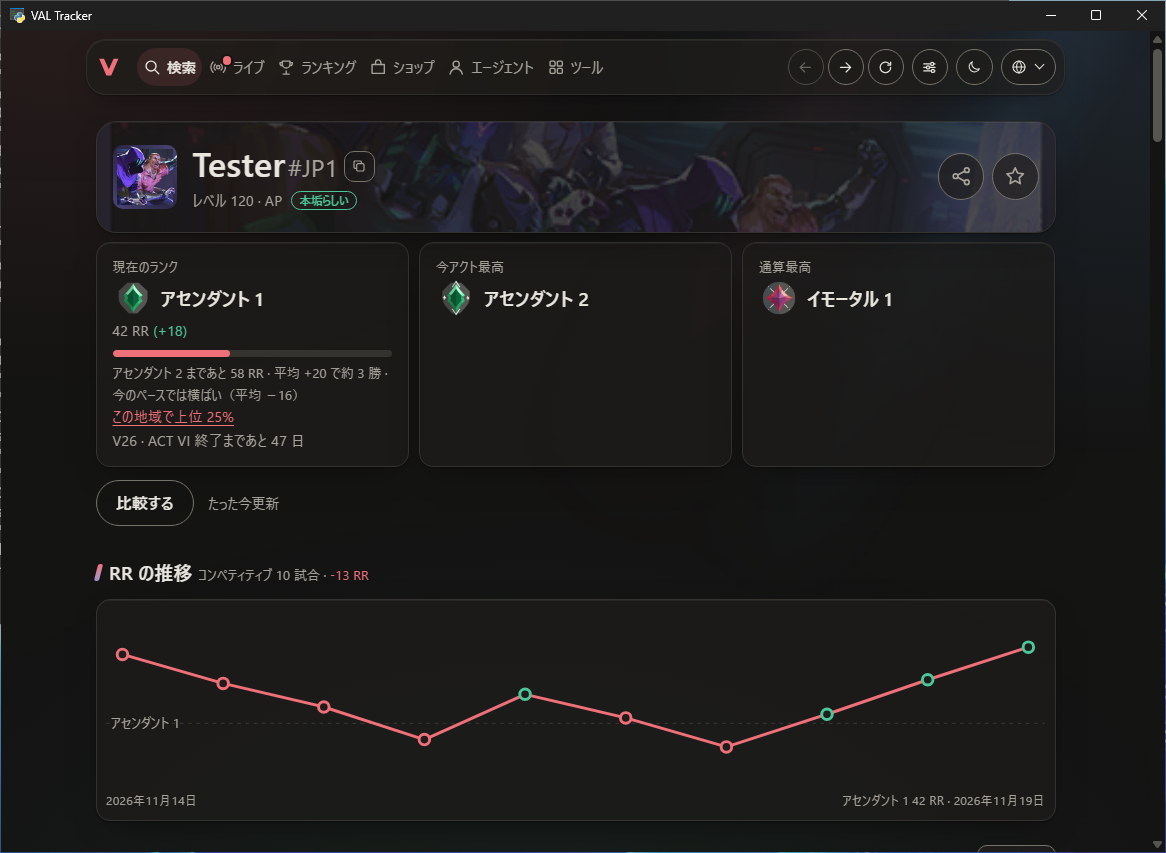 VAL Tracker
検索 ライブ ランキング ショップ エージェント ツール
Tester#JP1
レベル 120 · AP 本垢らしい
現在のランク
アセンダント 1
42 RR (+18)
アセンダント 2 まであと 58 RR · 平均 +20 で約 3 勝 ·
今のペースでは横ばい（平均 −16）
この地域で上位 25%
V26 · ACT VI 終了まであと 47 日
今アクト最高
アセンダント 2
通算最高
イモータル 1
比較する たった今更新
RR の推移 コンペティティブ 10 試合 · -13 RR
アセンダント 1
2026年11月14日
アセンダント 1 42 RR · 2026年11月19日